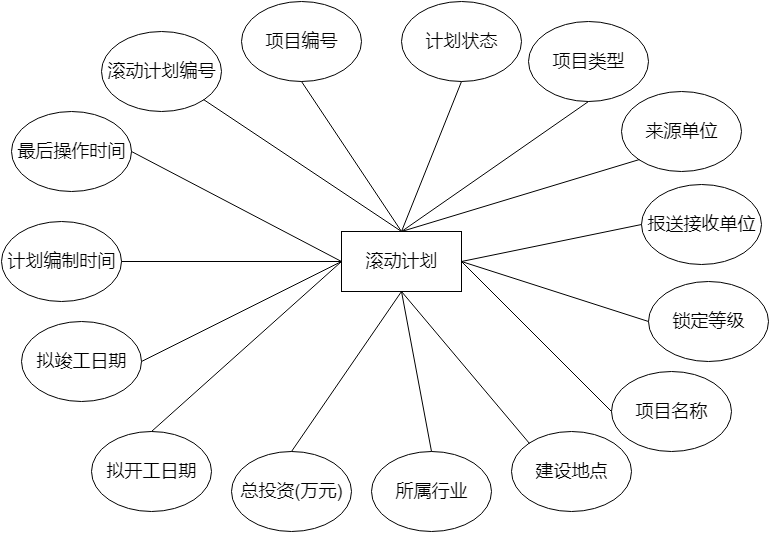 项目编号
计划状态
项目类型
滚动计划编号
来源单位
最后操作时间
报送接收单位
计划编制时间
滚动计划
锁定等级
拟竣工日期
项目名称
拟开工日期
建设地点
总投资(万元)
所属行业